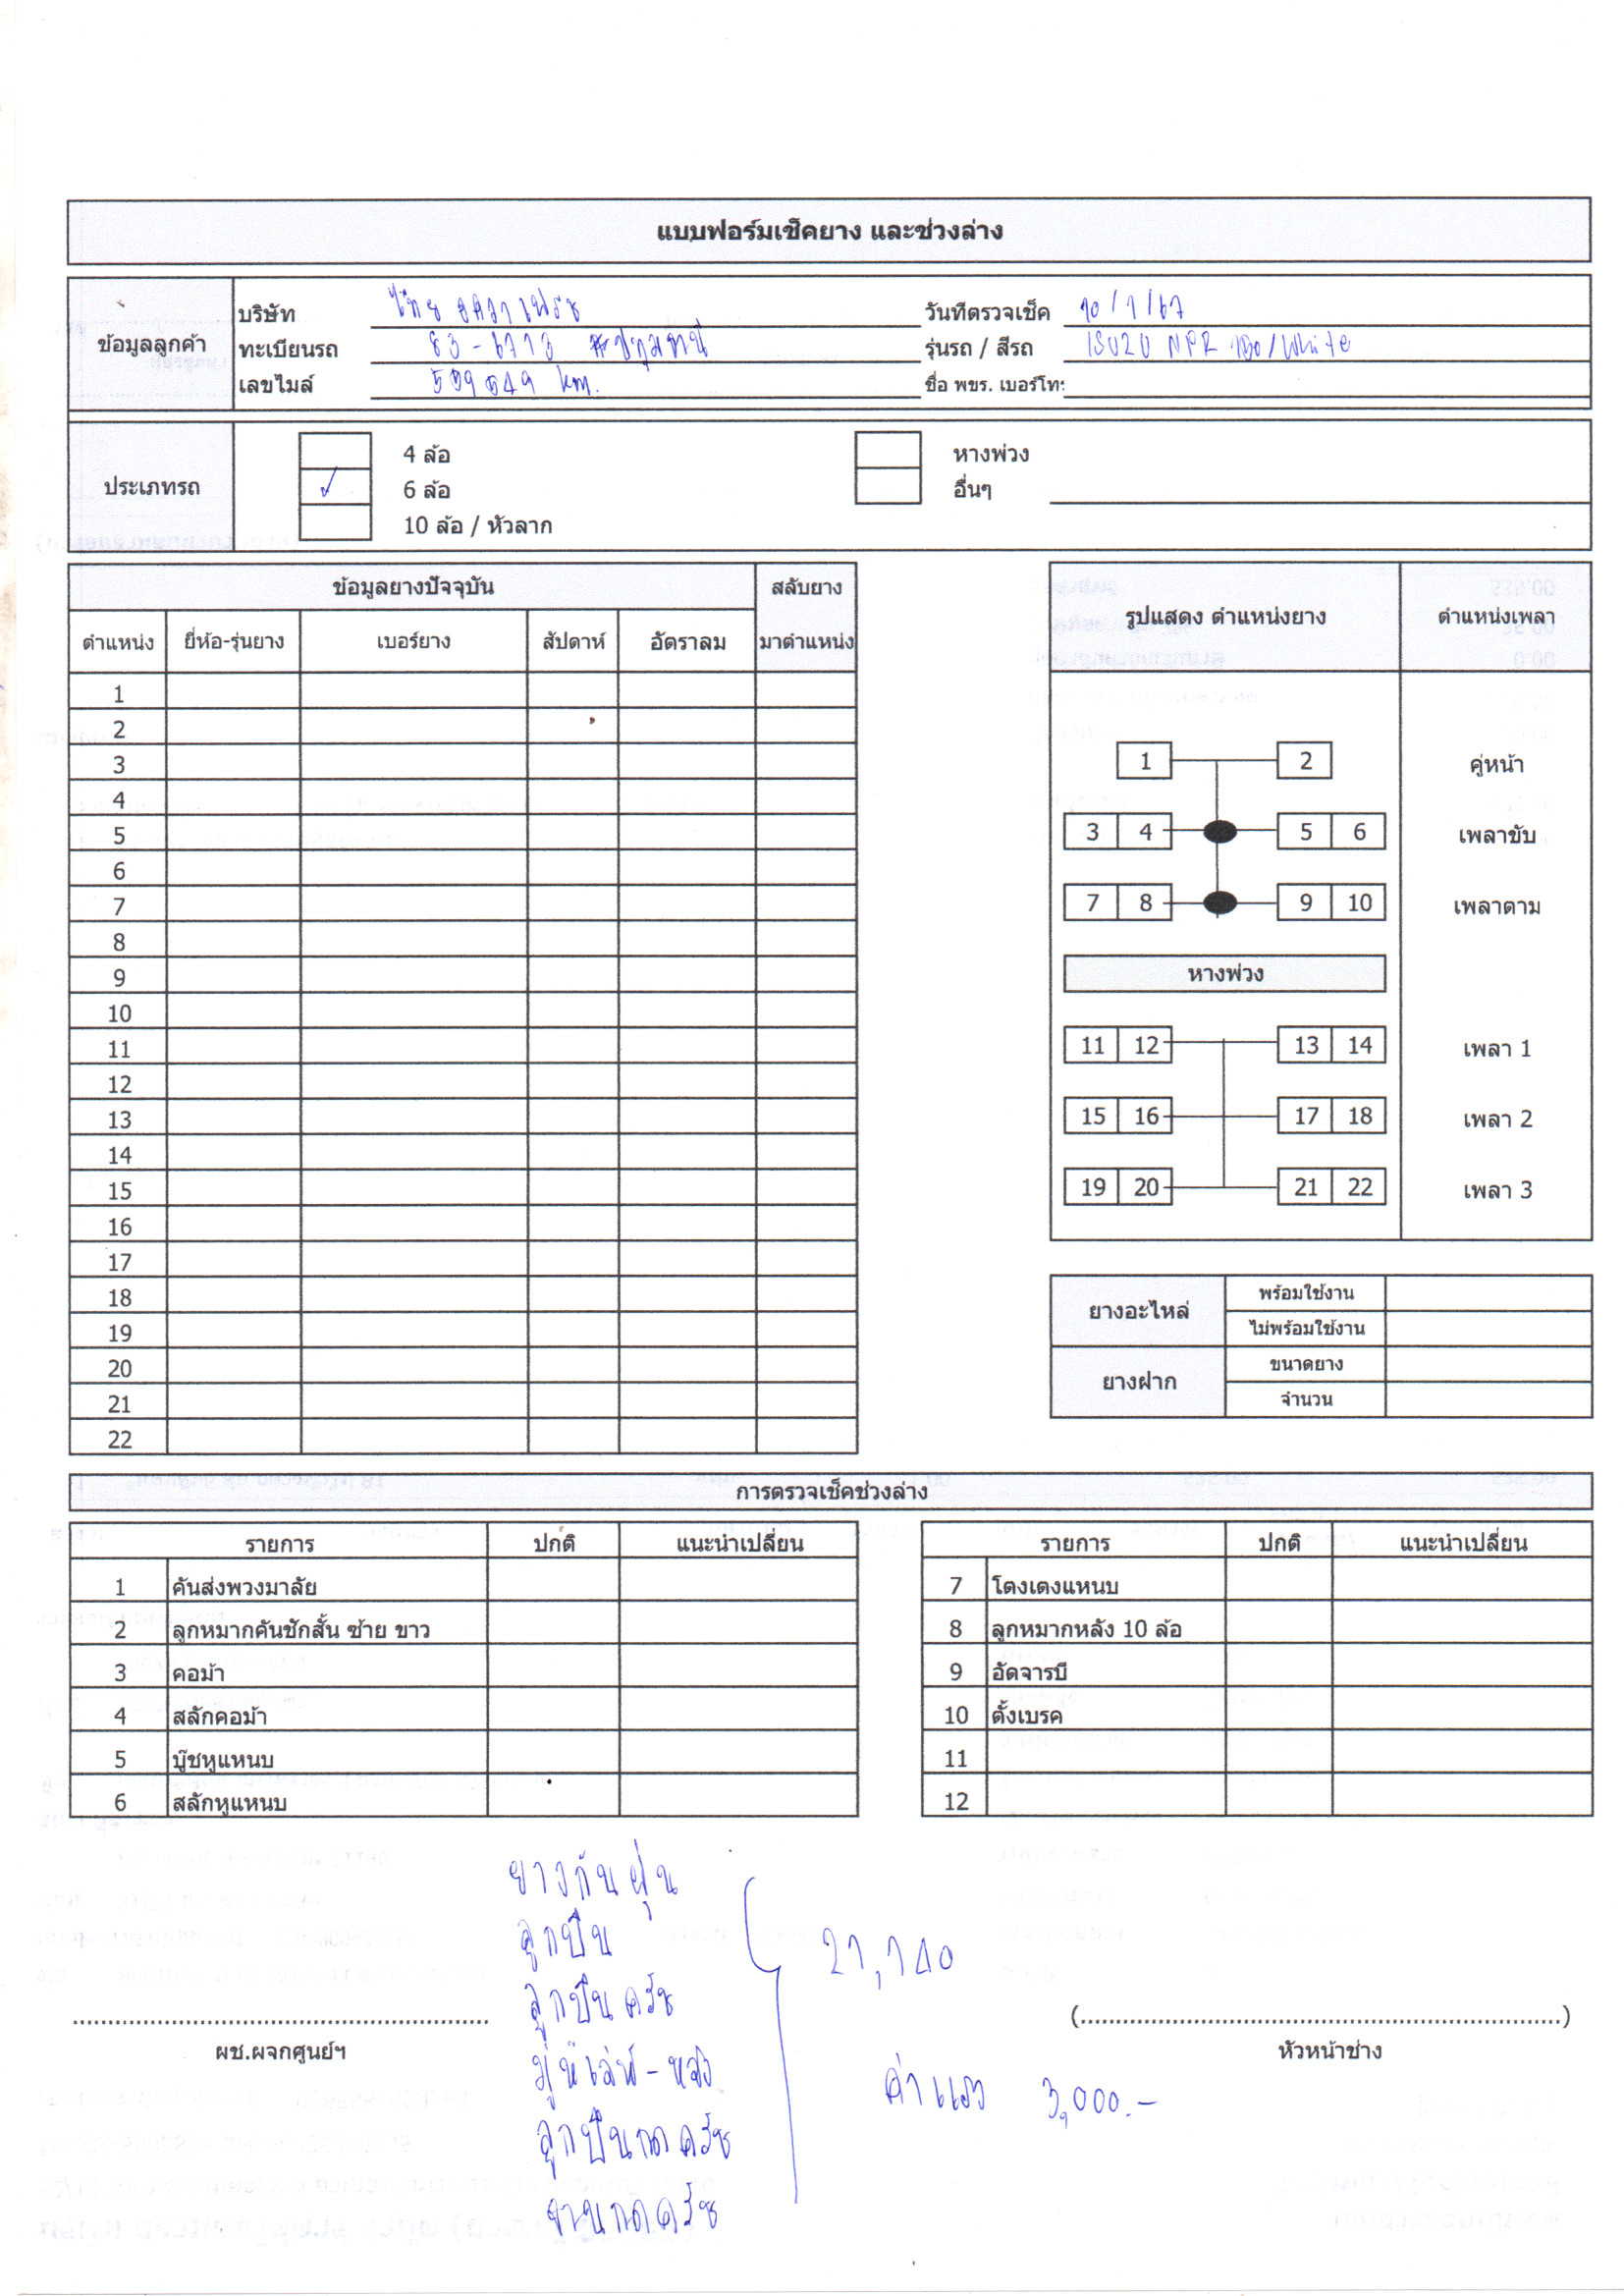 แบบฟอร์มเช็คยาง และช่วงล่าง
ข้อมูลลูกค้า
บริษัท ไทย อควา เฟรช วันทีตรวจเช็ค 10/1/67
ทะเบียนรถ 83-6713 ปทุมธานี รุ่นรถ / สีรถ ISUZU NPR 150/White
เลขไมล์ km. ชื่อ พขร. เบอร์โท:
ประเภทรถ
4 ล้อ หางพ่วง
✓ 6 ล้อ อื่นๆ
10 ล้อ / หัวลาก
ข้อมูลยางปัจจุบัน สลับยาง
ตำแหน่ง ยี่ห้อ-รุ่นยาง เบอร์ยาง สัปดาห์ อัตราลม มาตำแหน่ง
1
2
3
4
5
6
7
8
9
10
11
12
13
14
15
16
17
18
19
20
21
22
รูปแสดง ตำแหน่งยาง ตำแหน่งเพลา
1 2 คู่หน้า
3 4 5 6 เพลาขับ
7 8 9 10 เพลาตาม
หางพ่วง
11 12 13 14 เพลา 1
15 16 17 18 เพลา 2
19 20 21 22 เพลา 3
ยางอะไหล่ พร้อมใช้งาน
ไม่พร้อมใช้งาน
ยางฝาก ขนาดยาง
จำนวน
การตรวจเช็คช่วงล่าง
รายการ ปกติ แนะนำเปลี่ยน
1 คันส่งพวงมาลัย
2 ลูกหมากคันชักสั้น ซ้าย ขาว
3 คอม้า
4 สลักคอม้า
5 บู๊ชหูแหนบ
6 สลักหูแหนบ
รายการ ปกติ แนะนำเปลี่ยน
7 โตงเตงแหนบ
8 ลูกหมากหลัง 10 ล้อ
9 อัดจารบี
10 ตั้งเบรค
11
12
ยางกันฝุ่น
ลูกปืน
ลูกปืน ครัช
21,140
ลูกปืนกดครัช
ค่าแรง 3,000.-
จานกดครัช
ผช.ผจกศูนย์ฯ
(
)
หัวหน้าช่าง